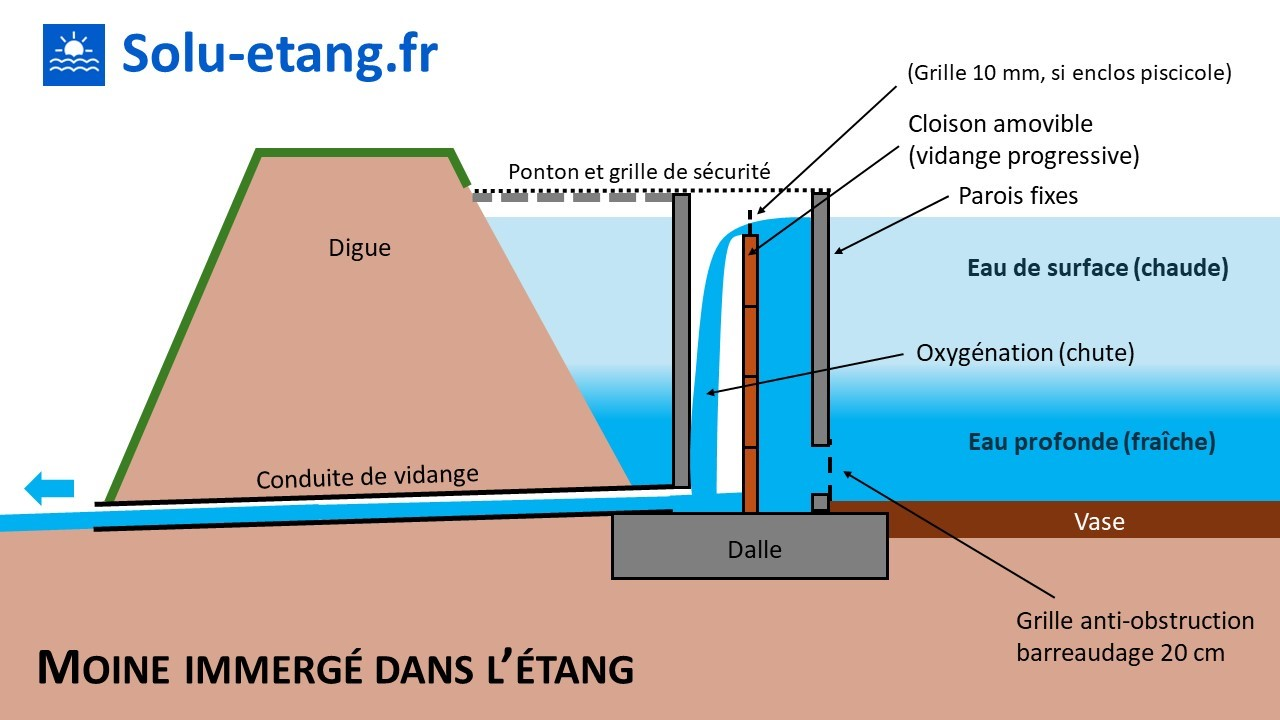 Solu-etang.fr
(Grille 10 mm, si enclos piscicole)
Cloison amovible
(vidange progressive)
Ponton et grille de sécurité
Parois fixes
Digue
Eau de surface (chaude)
Oxygénation (chute)
Eau profonde (fraîche)
Conduite de vidange
Vase
Dalle
Grille anti-obstruction
barreaudage 20 cm
MOINE IMMERGÉ DANS L’ÉTANG